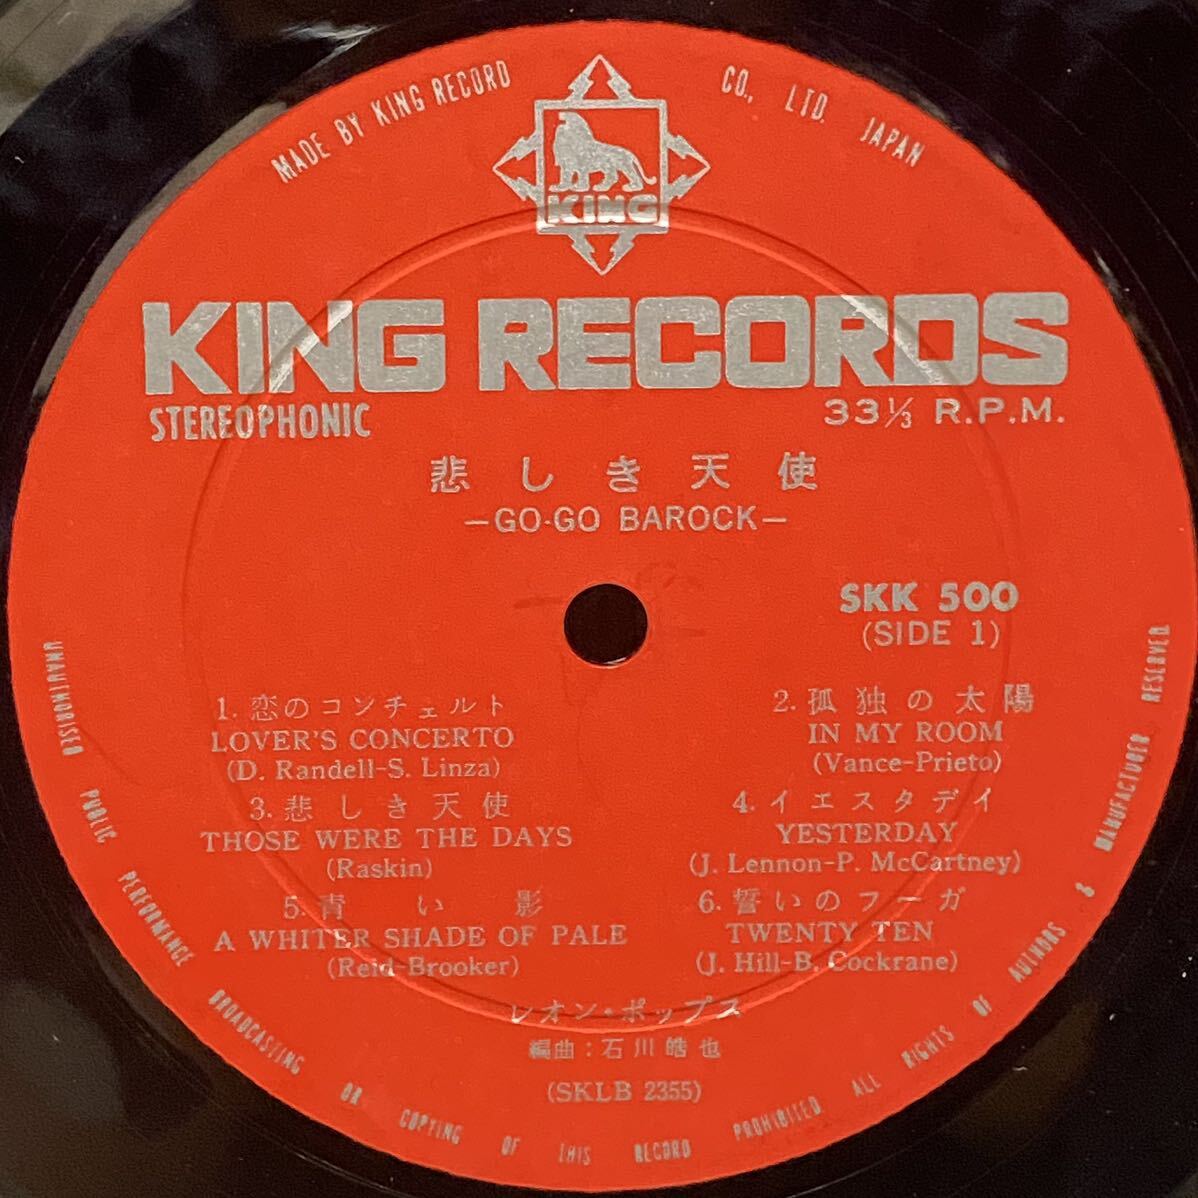 MADE BY KING RECORD CO., LTD. JAPAN
KING
KING RECORDS
STEREOPHONIC
33⅓ R.P.M.
悲しき天使
—GO-GO BAROCK—
SKK 500
(SIDE 1)
1. 恋のコンチェルト
LOVER'S CONCERTO
(D. Randell-S. Linza)
2. 孤独の太陽
IN MY ROOM
(Vance-Prieto)
3. 悲しき天使
THOSE WERE THE DAYS
(Raskin)
4. イエスタデイ
YESTERDAY
(J. Lennon-P. McCartney)
5. 青い影
A WHITER SHADE OF PALE
(Reid-Brooker)
6. 誓いのフーガ
TWENTY TEN
(J. Hill-B. Cockrane)
レオン・ポップス
編曲：石川皓也
(SKLB 2355)
UNAUTHORISED PUBLIC PERFORMANCE BROADCASTING OR COPYING OF THIS RECORD PROHIBITED ALL RIGHTS OF AUTHORS & MANUFACTURER RESERVED.